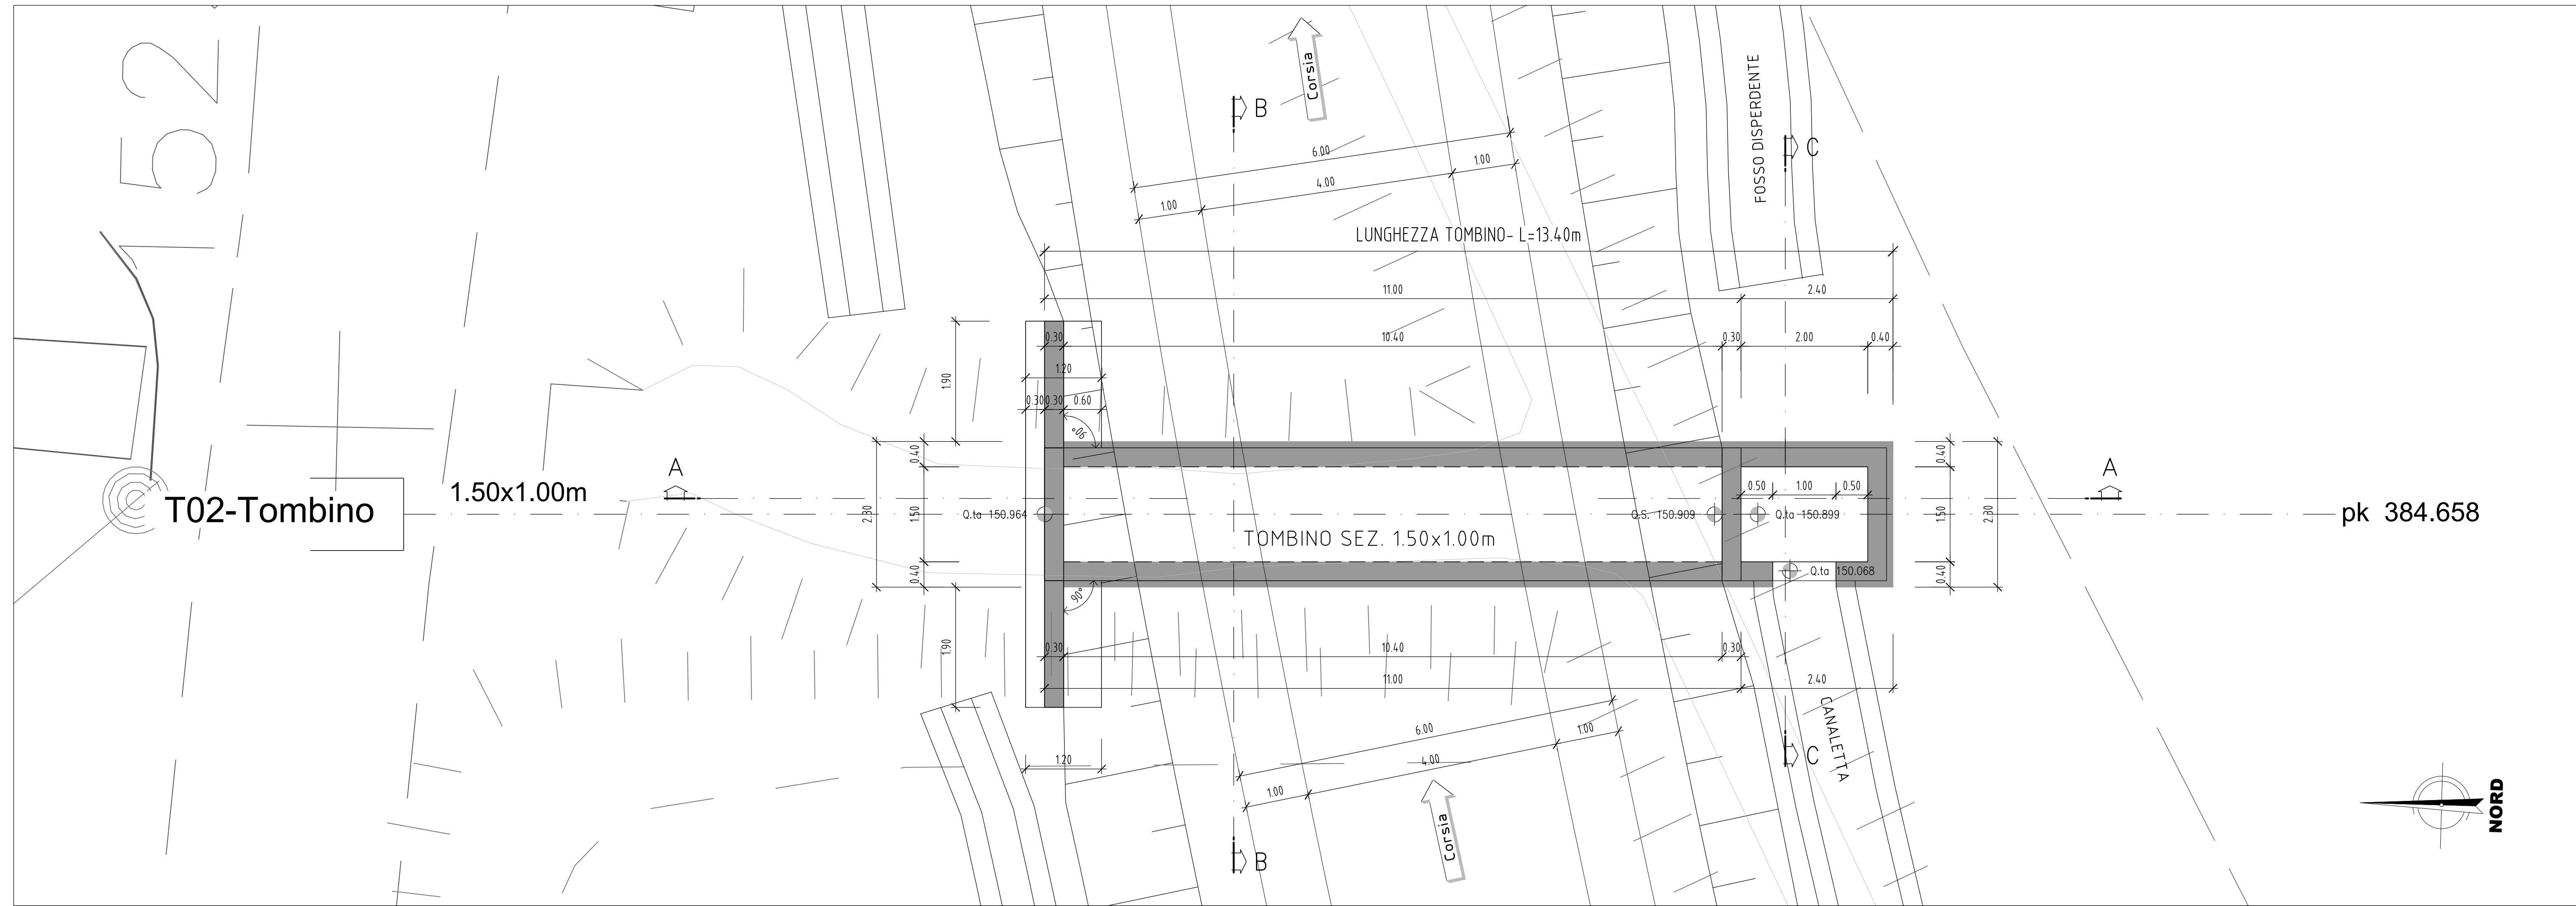 152
Corsia
B
6.00
1.00
4.00
1.00
FOSSO DISPERDENTE
C
LUNGHEZZA TOMBINO- L=13.40m
11.00
2.40
0.30
10.40
0.30
2.00
0.40
1.90
1.20
0.30
0.30
0.60
90°
A
A
T02-Tombino
1.50x1.00m
2.30
0.40
1.50
0.40
Q.ta 150.964
TOMBINO SEZ. 1.50x1.00m
Q.S. 150.909
Q.ta 150.899
0.50
1.00
0.50
Q.ta 150.068
0.40
1.50
0.40
2.30
pk 384.658
90°
1.90
0.30
10.40
0.30
11.00
2.40
6.00
1.00
4.00
1.00
1.20
CANALETTA
C
Corsia
B
NORD